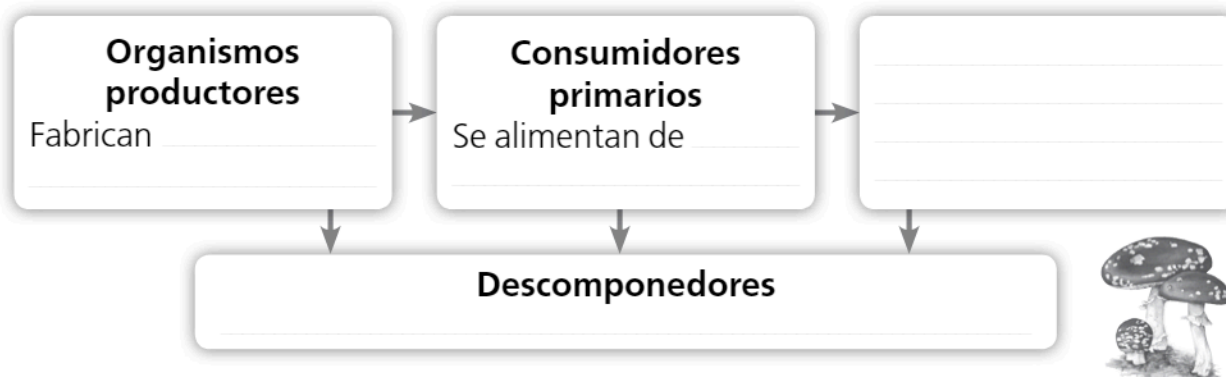 Organismos
productores
Fabrican
Consumidores
primarios
Se alimentan de
Descomponedores